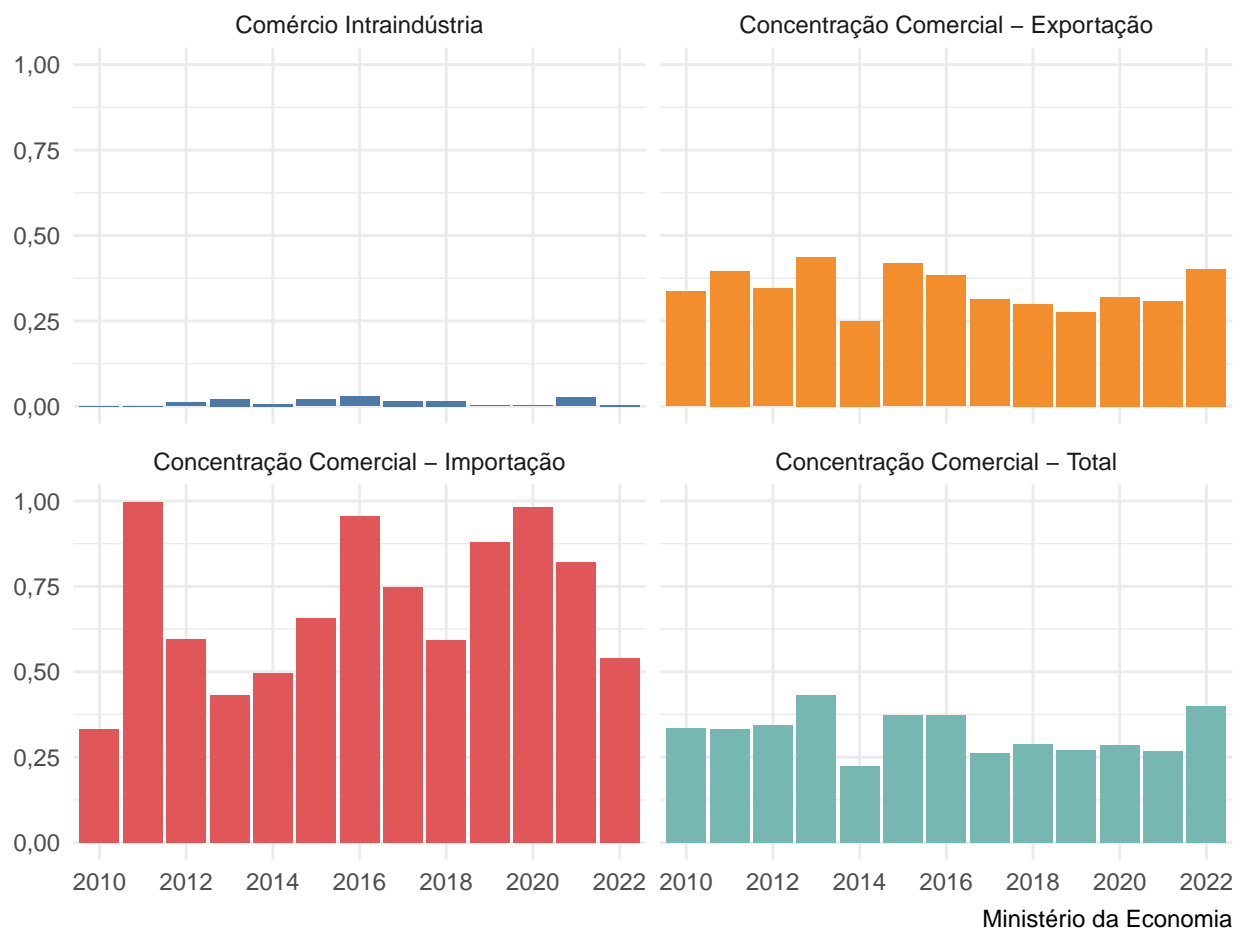 Comércio Intraindústria
Concentração Comercial – Exportação
1,00
0,75
0,50
0,25
0,00
Concentração Comercial – Importação
Concentração Comercial – Total
1,00
0,75
0,50
0,25
0,00
2010 2012 2014 2016 2018 2020 2022
2010 2012 2014 2016 2018 2020 2022
Ministério da Economia